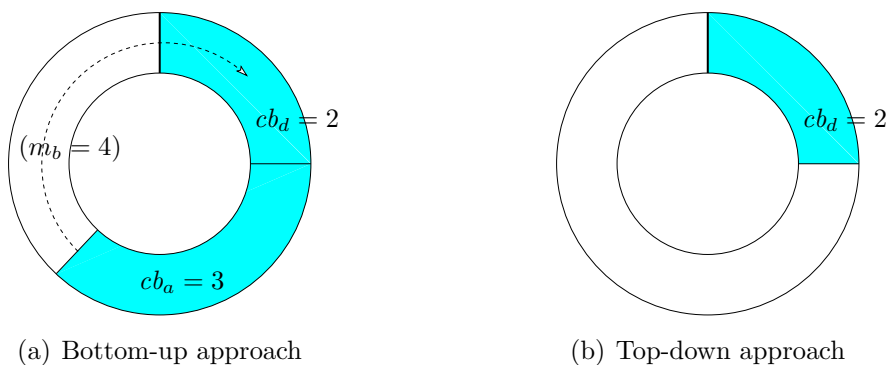 cb_d = 2
(m_b = 4)
cb_a = 3
(a) Bottom-up approach
cb_d = 2
(b) Top-down approach